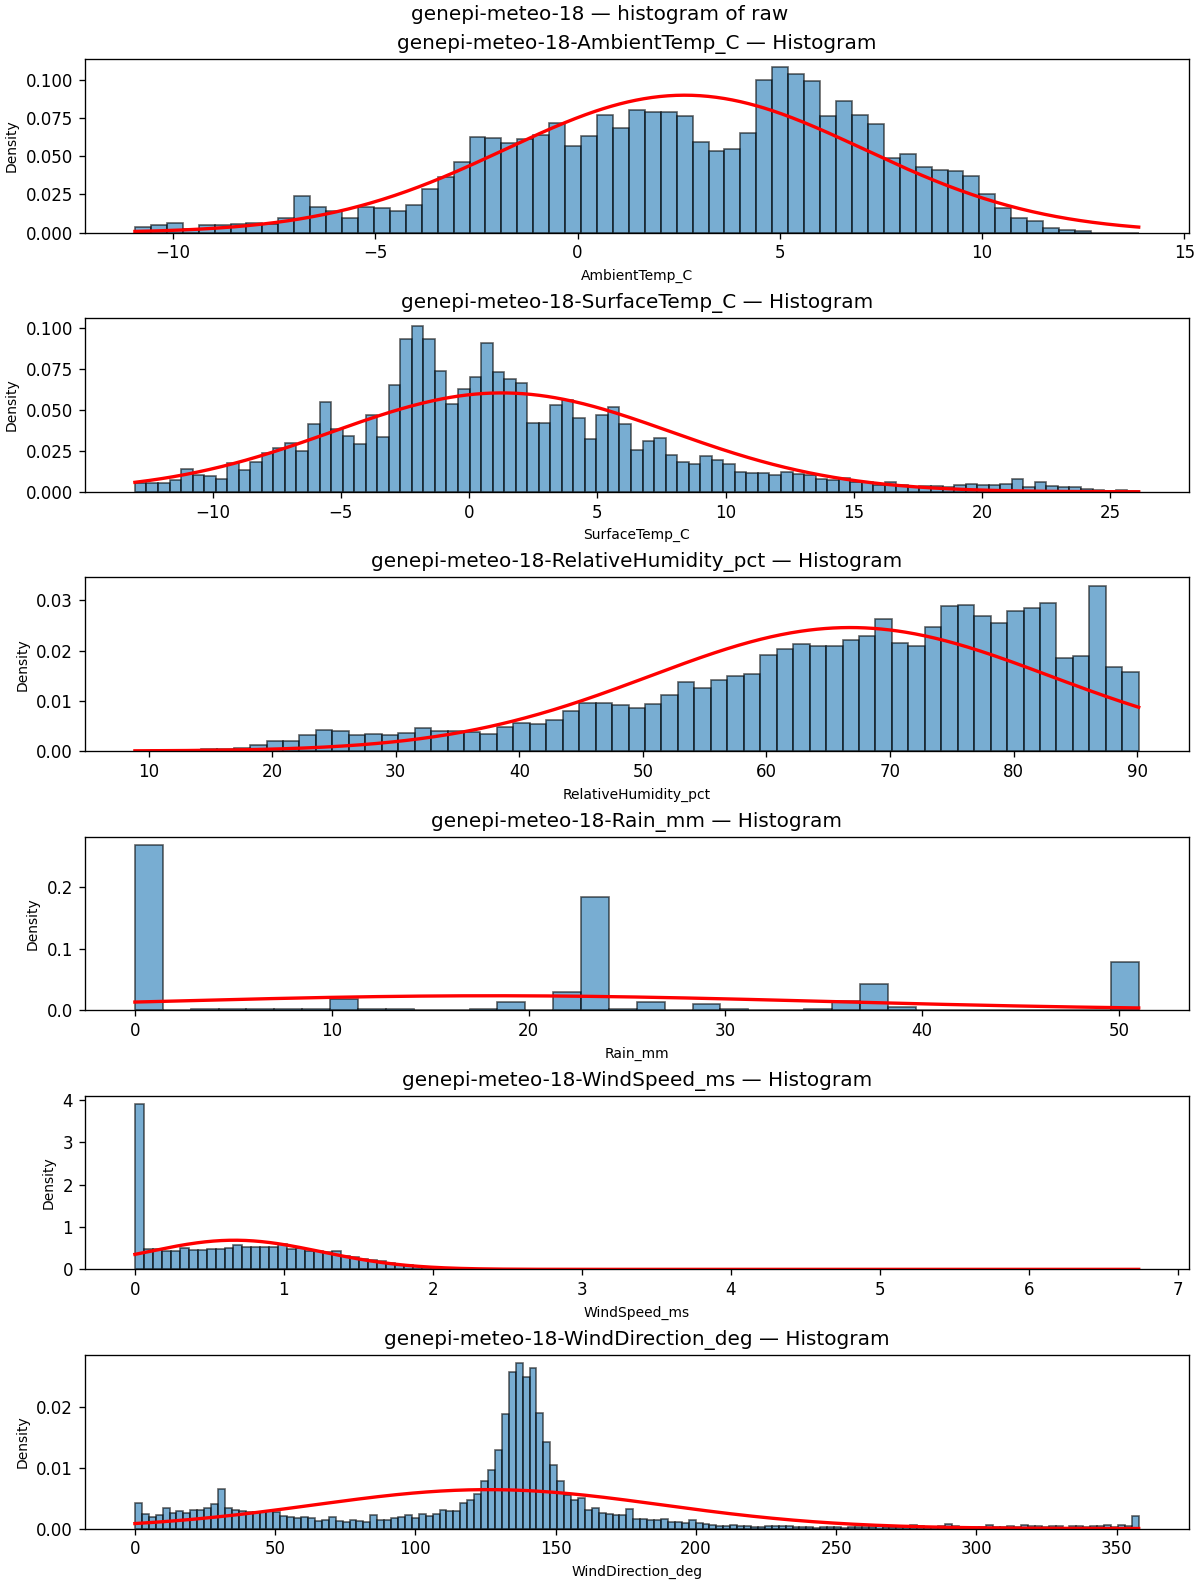 genepi-meteo-18 — histogram of raw
genepi-meteo-18-AmbientTemp_C — Histogram
Density
0.100
0.075
0.050
0.025
0.000
−10 −5 0 5 10 15
AmbientTemp_C
genepi-meteo-18-SurfaceTemp_C — Histogram
Density
0.100
0.075
0.050
0.025
0.000
−10 −5 0 5 10 15 20 25
SurfaceTemp_C
genepi-meteo-18-RelativeHumidity_pct — Histogram
Density
0.03
0.02
0.01
0.00
10 20 30 40 50 60 70 80 90
RelativeHumidity_pct
genepi-meteo-18-Rain_mm — Histogram
Density
0.2
0.1
0.0
0 10 20 30 40 50
Rain_mm
genepi-meteo-18-WindSpeed_ms — Histogram
Density
4
3
2
1
0
0 1 2 3 4 5 6 7
WindSpeed_ms
genepi-meteo-18-WindDirection_deg — Histogram
Density
0.02
0.01
0.00
0 50 100 150 200 250 300 350
WindDirection_deg